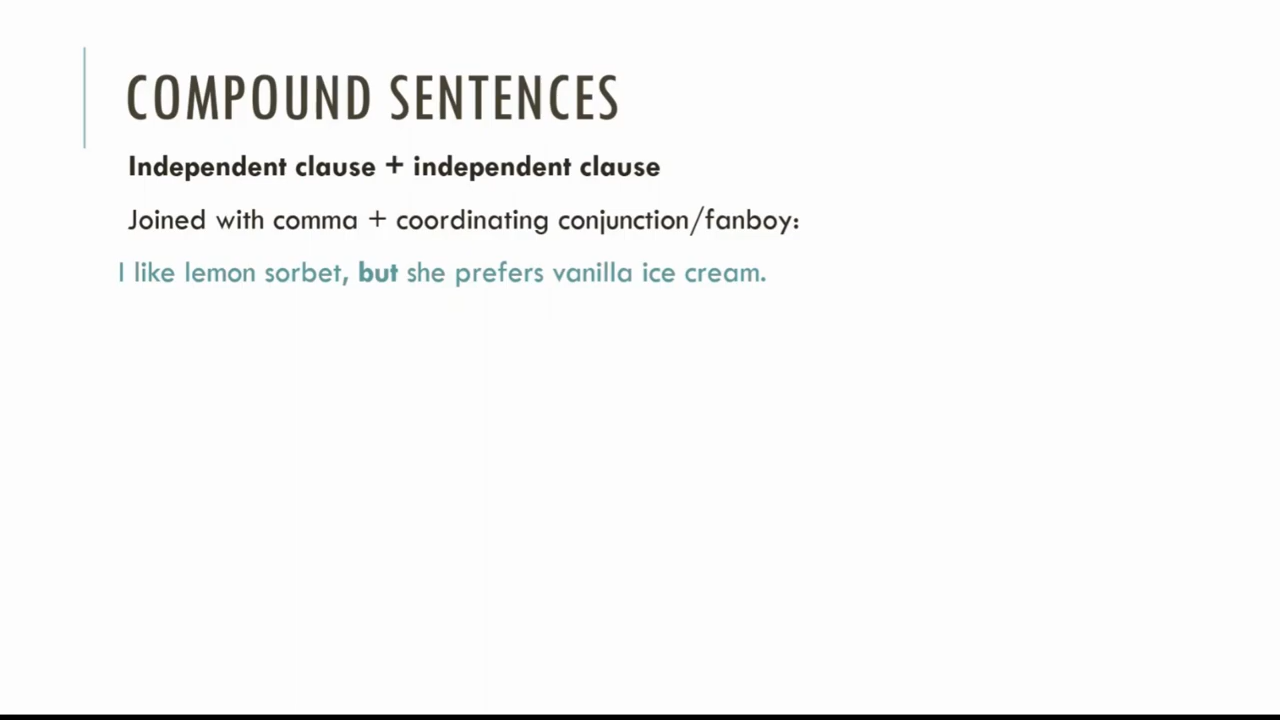 COMPOUND SENTENCES
Independent clause + independent clause
Joined with comma + coordinating conjunction/fanboy:
I like lemon sorbet, but she prefers vanilla ice cream.